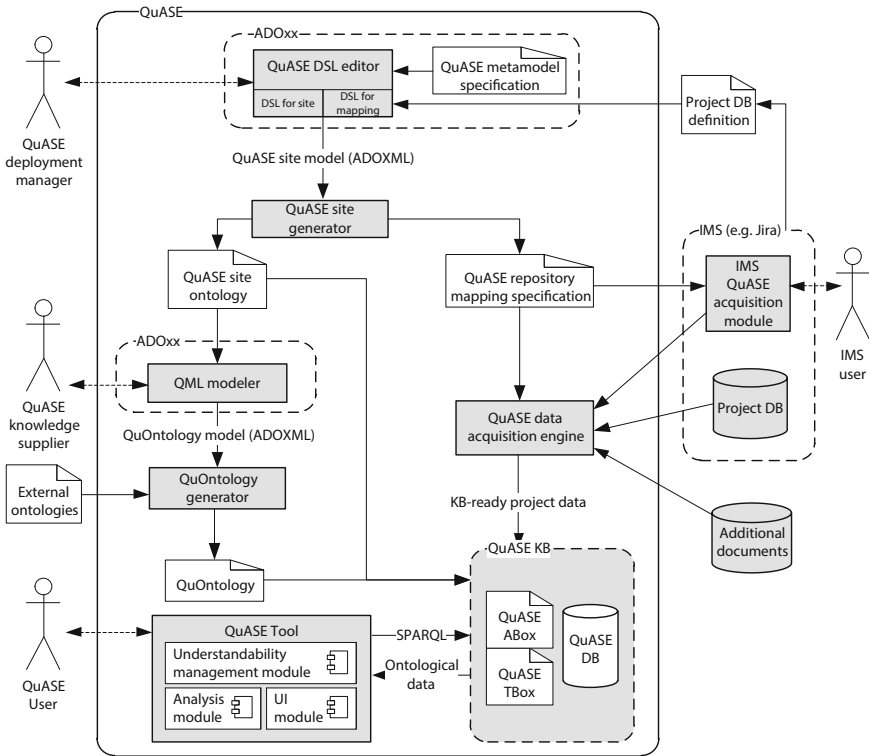 QuASE
ADOxx
QuASE DSL editor
DSL for site
DSL for
mapping
QuASE metamodel
specification
Project DB
definition
QuASE
deployment
manager
QuASE site model (ADOXML)
QuASE site
generator
IMS (e.g. Jira)
QuASE site
ontology
QuASE repository
mapping specification
IMS
QuASE
acquisition
module
IMS
user
ADOxx
QML modeler
QuASE
knowledge
supplier
Project DB
QuASE data
acquisition engine
QuOntology model (ADOXML)
External
ontologies
QuOntology
generator
KB-ready project data
Additional
documents
QuOntology
QuASE KB
QuASE
ABox
QuASE
TBox
QuASE
DB
QuASE
User
QuASE Tool
Understandability
management module
Analysis
module
UI
module
SPARQL
Ontological
data